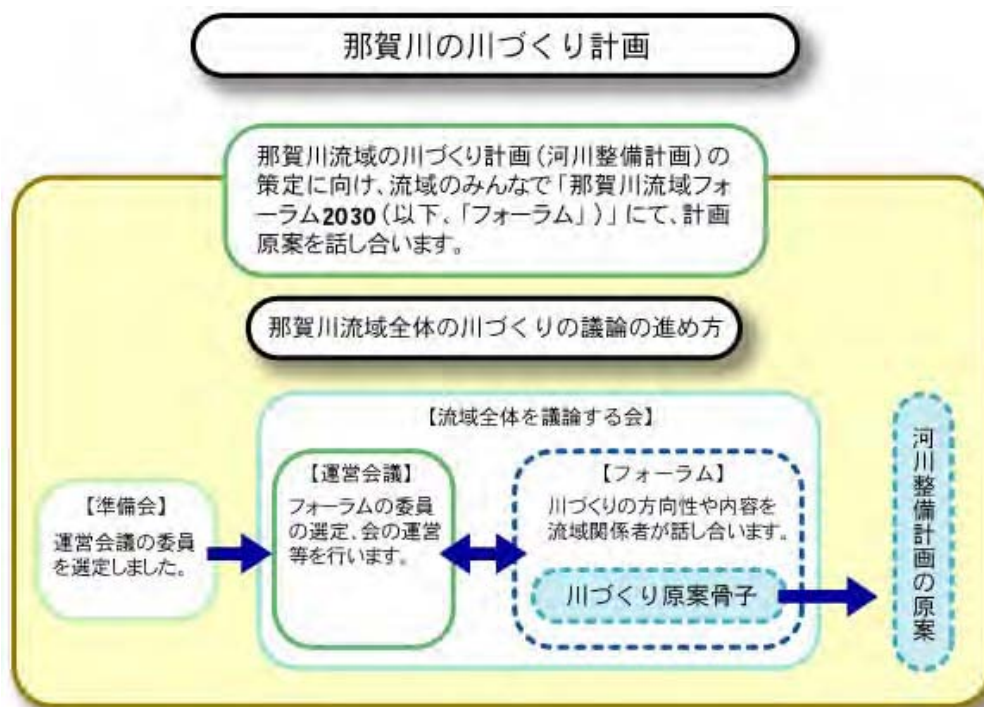 那賀川の川づくり計画
那賀川流域の川づくり計画(河川整備計画)の
策定に向け、流域のみんなで「那賀川流域フォ
ーラム2030(以下、「フォーラム」)」にて、計画
原案を話し合います。
那賀川流域全体の川づくりの議論の進め方
【流域全体を議論する会】
【準備会】
運営会議の委員
を選定しました。
【運営会議】
フォーラムの委員
の選定、会の運営
等を行います。
【フォーラム】
川づくりの方向性や内容を
流域関係者が話し合います。
川づくり原案骨子
河川整備計画の原案